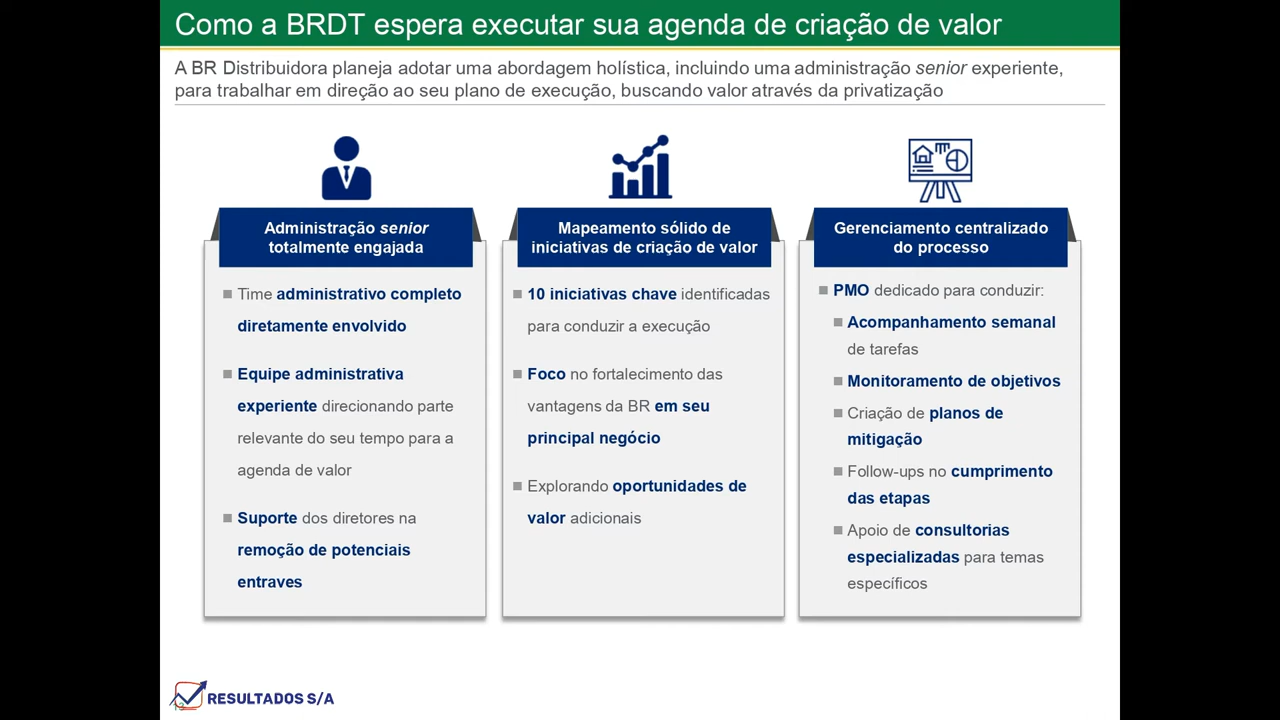 Como a BRDT espera executar sua agenda de criação de valor
A BR Distribuidora planeja adotar uma abordagem holística, incluindo uma administração senior experiente,
para trabalhar em direção ao seu plano de execução, buscando valor através da privatização
Administração senior
totalmente engajada
Time administrativo completo
diretamente envolvido
Equipe administrativa
experiente direcionando parte
relevante do seu tempo para a
agenda de valor
Suporte dos diretores na
remoção de potenciais
entraves
Mapeamento sólido de
iniciativas de criação de valor
10 iniciativas chave identificadas
para conduzir a execução
Foco no fortalecimento das
vantagens da BR em seu
principal negócio
Explorando oportunidades de
valor adicionais
Gerenciamento centralizado
do processo
PMO dedicado para conduzir:
Acompanhamento semanal
de tarefas
Monitoramento de objetivos
Criação de planos de
mitigação
Follow-ups no cumprimento
das etapas
Apoio de consultorias
especializadas para temas
específicos
RESULTADOS S/A